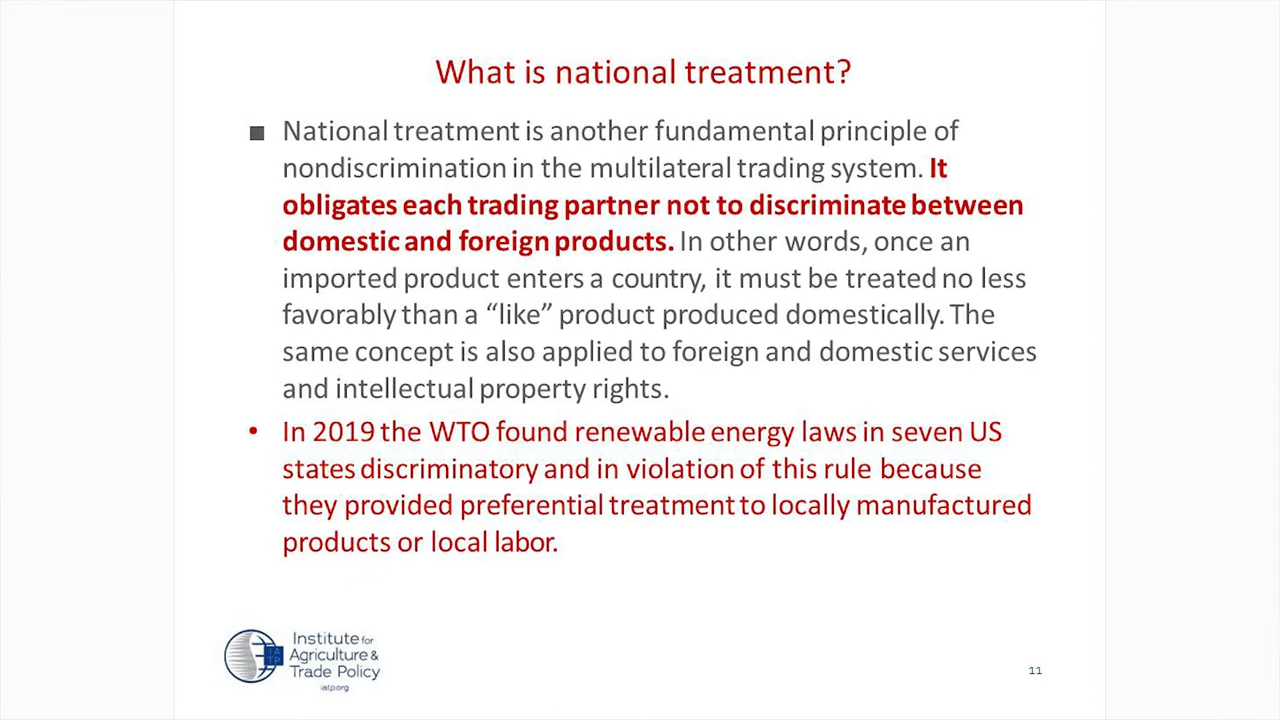 What is national treatment?
■ National treatment is another fundamental principle of
nondiscrimination in the multilateral trading system. It
obligates each trading partner not to discriminate between
domestic and foreign products. In other words, once an
imported product enters a country, it must be treated no less
favorably than a “like” product produced domestically. The
same concept is also applied to foreign and domestic services
and intellectual property rights.
• In 2019 the WTO found renewable energy laws in seven US
states discriminatory and in violation of this rule because
they provided preferential treatment to locally manufactured
products or local labor.
IA
TP
Institute for
Agriculture &
Trade Policy
iatp.org
11